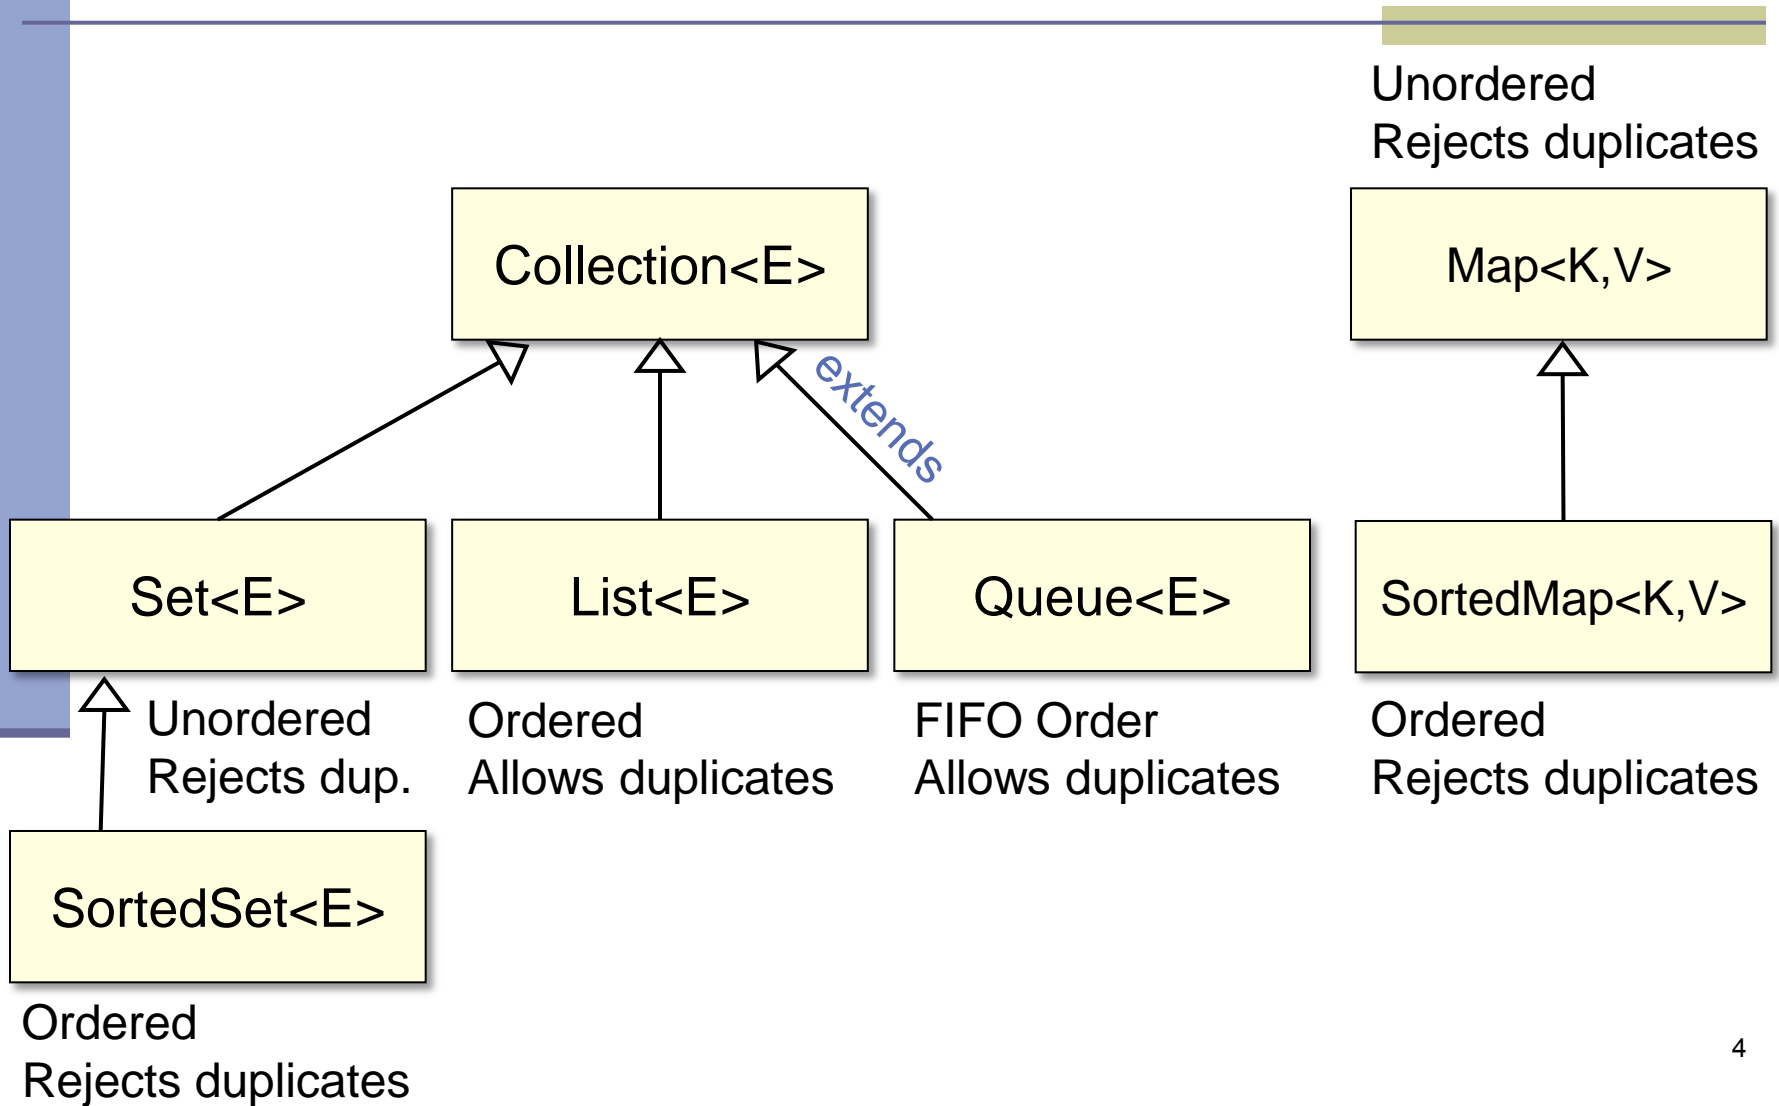 Unordered
Rejects duplicates
Collection<E>
Map<K,V>
extends
Set<E>
List<E>
Queue<E>
SortedMap<K,V>
Unordered
Rejects dup.
Ordered
Allows duplicates
FIFO Order
Allows duplicates
Ordered
Rejects duplicates
SortedSet<E>
Ordered
Rejects duplicates
4